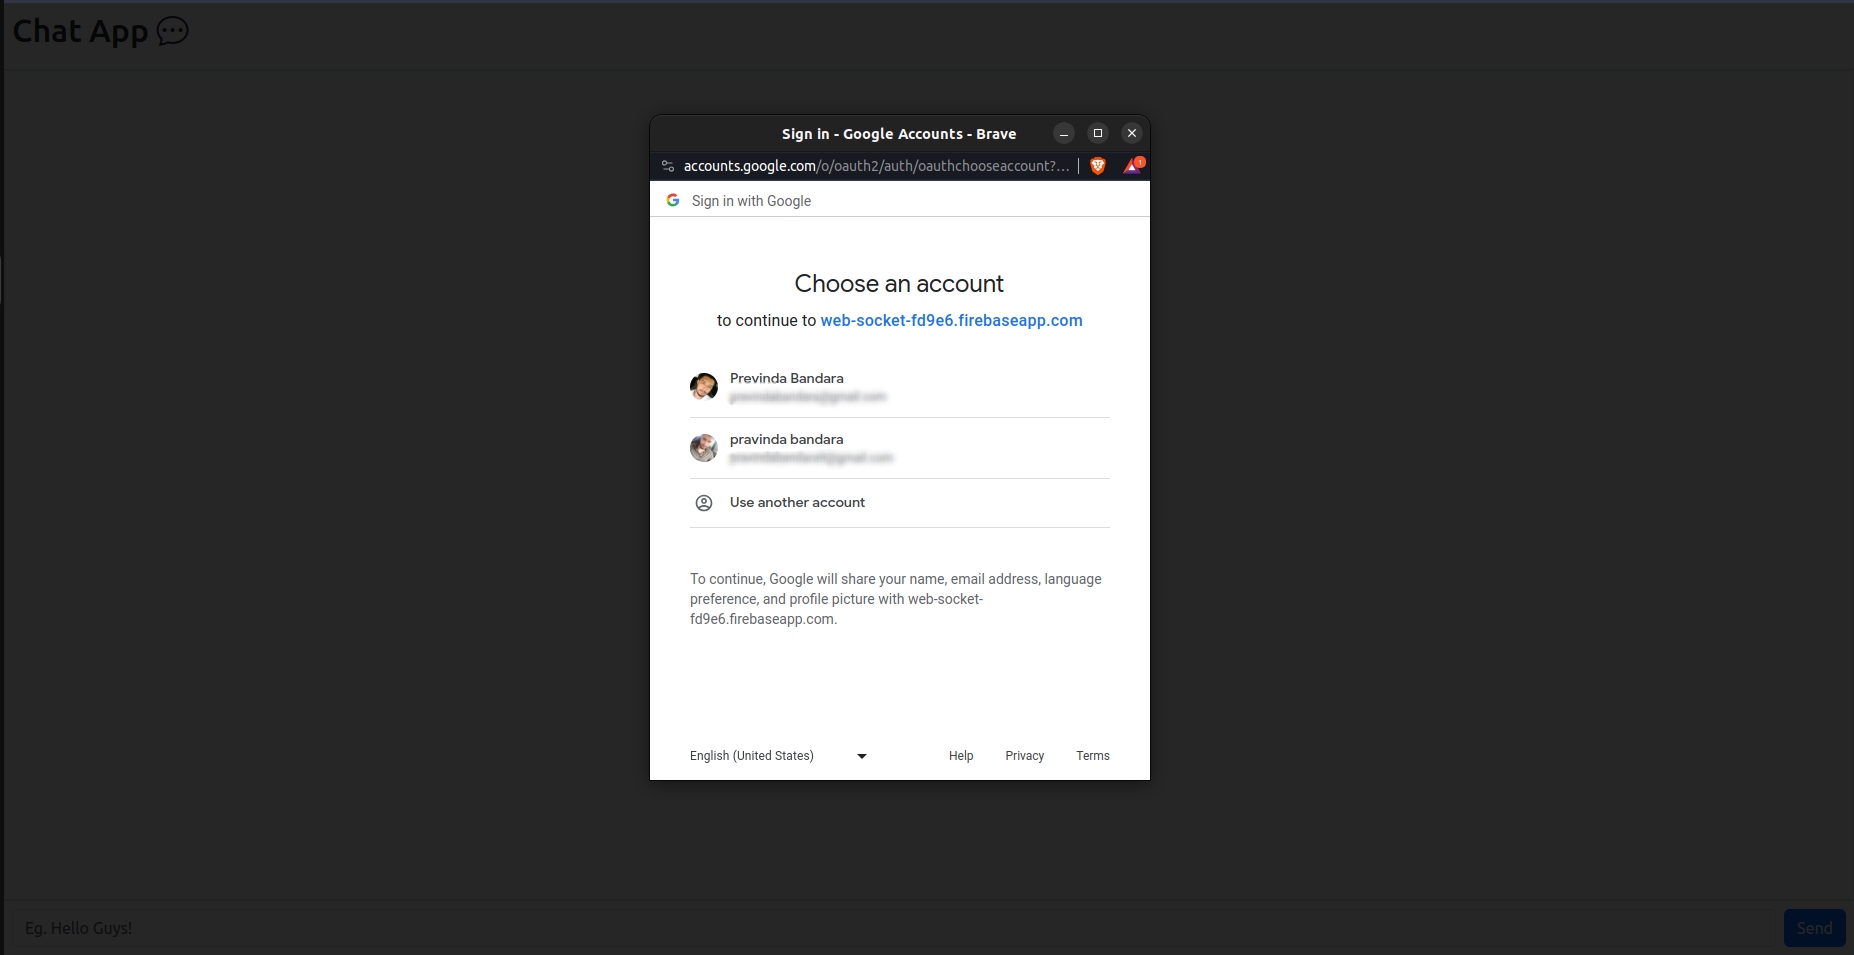 Chat App
Sign in - Google Accounts - Brave
accounts.google.com/o/oauth2/auth/oauthchooseaccount?...
1
Sign in with Google
Choose an account
to continue to web-socket-fd9e6.firebaseapp.com
Previnda Bandara
pravinda bandara
Use another account
To continue, Google will share your name, email address, language
preference, and profile picture with web-socket-
fd9e6.firebaseapp.com.
English (United States)
Help
Privacy
Terms
Eg. Hello Guys!
Send